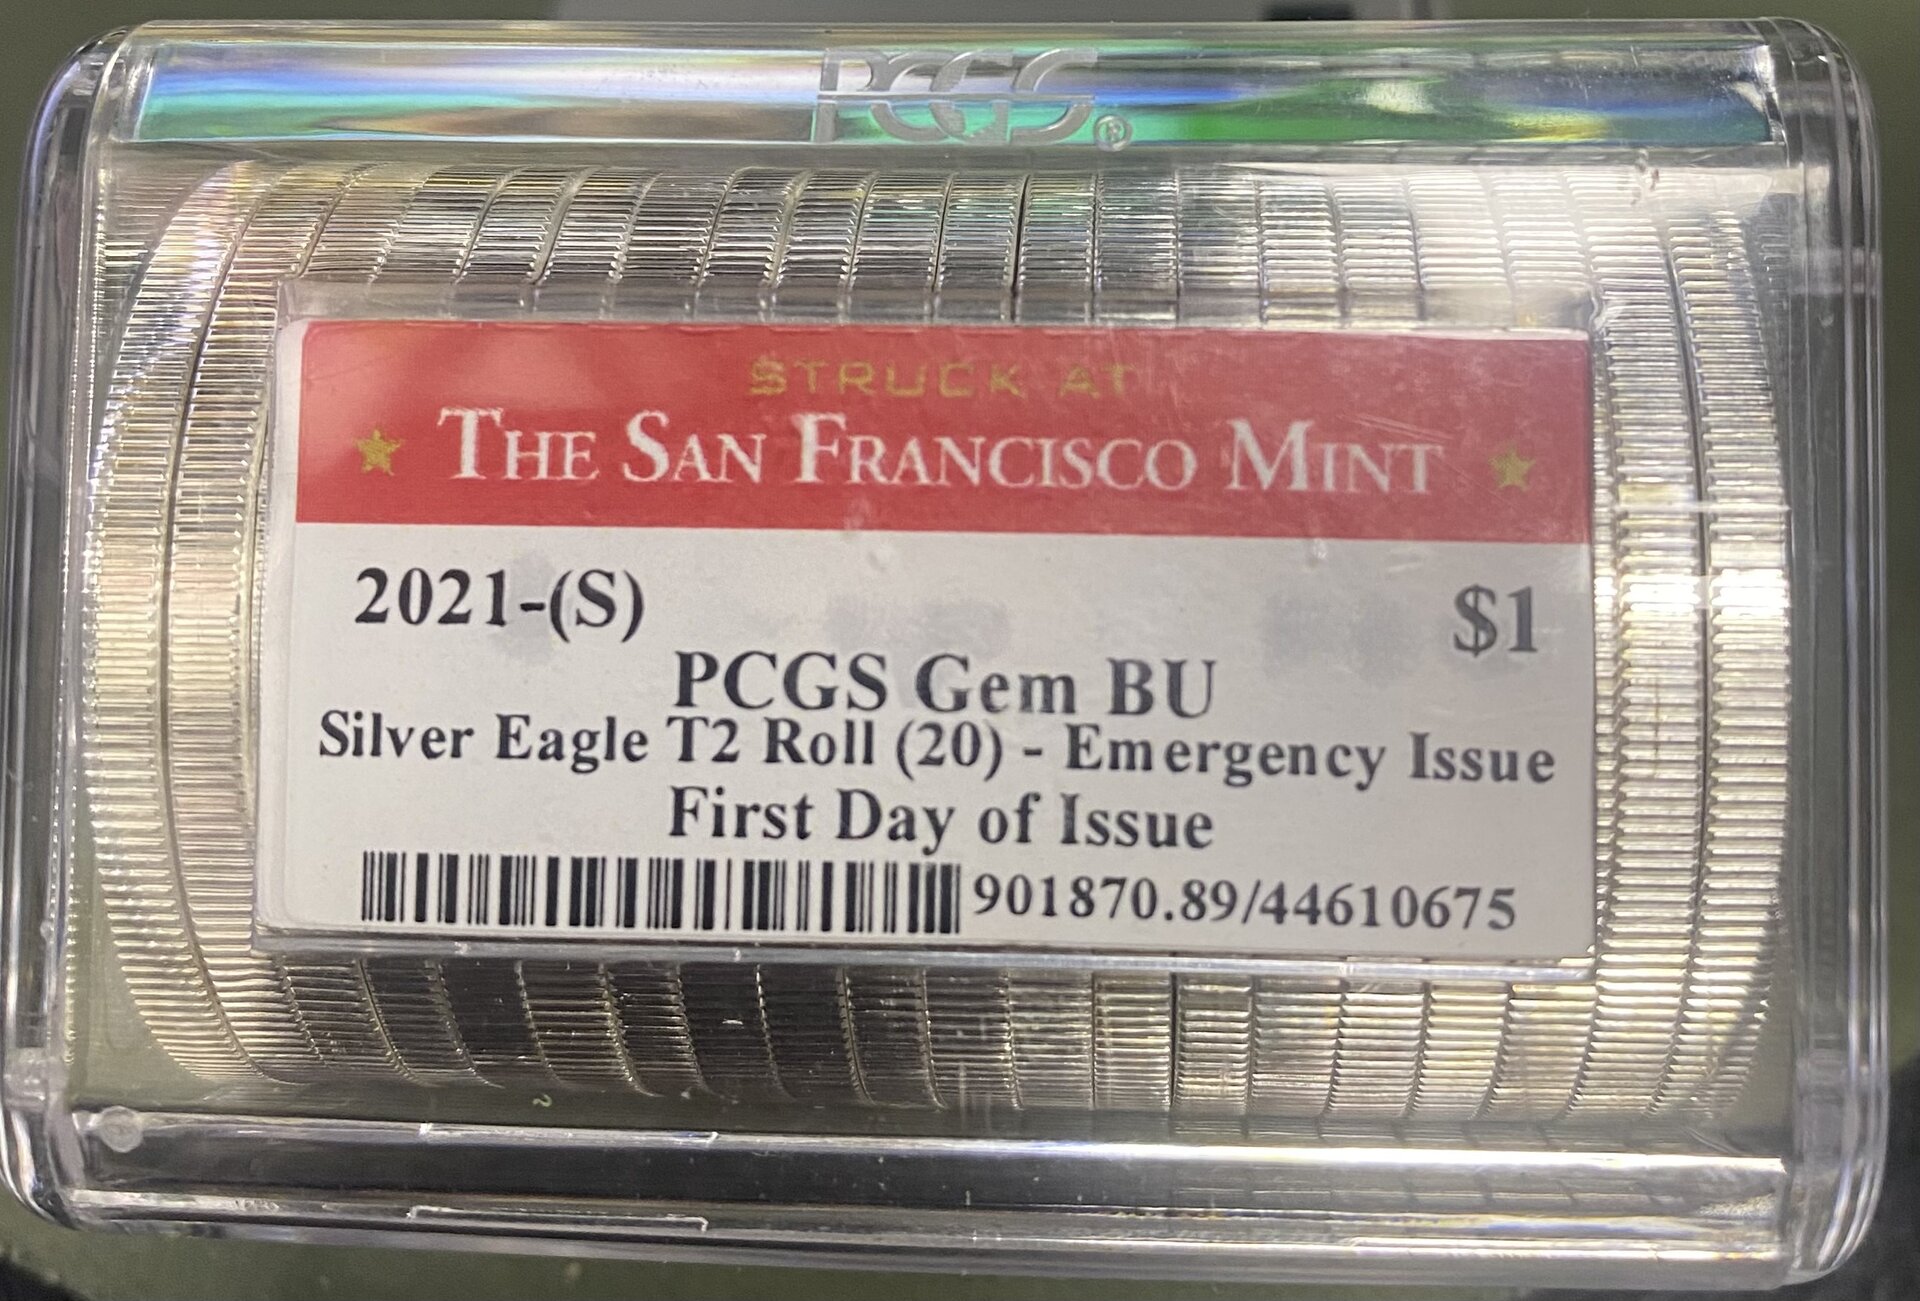 PCGS®
STRUCK AT
THE SAN FRANCISCO MINT
2021-(S) $1
PCGS Gem BU
Silver Eagle T2 Roll (20) - Emergency Issue
First Day of Issue
901870.89/44610675